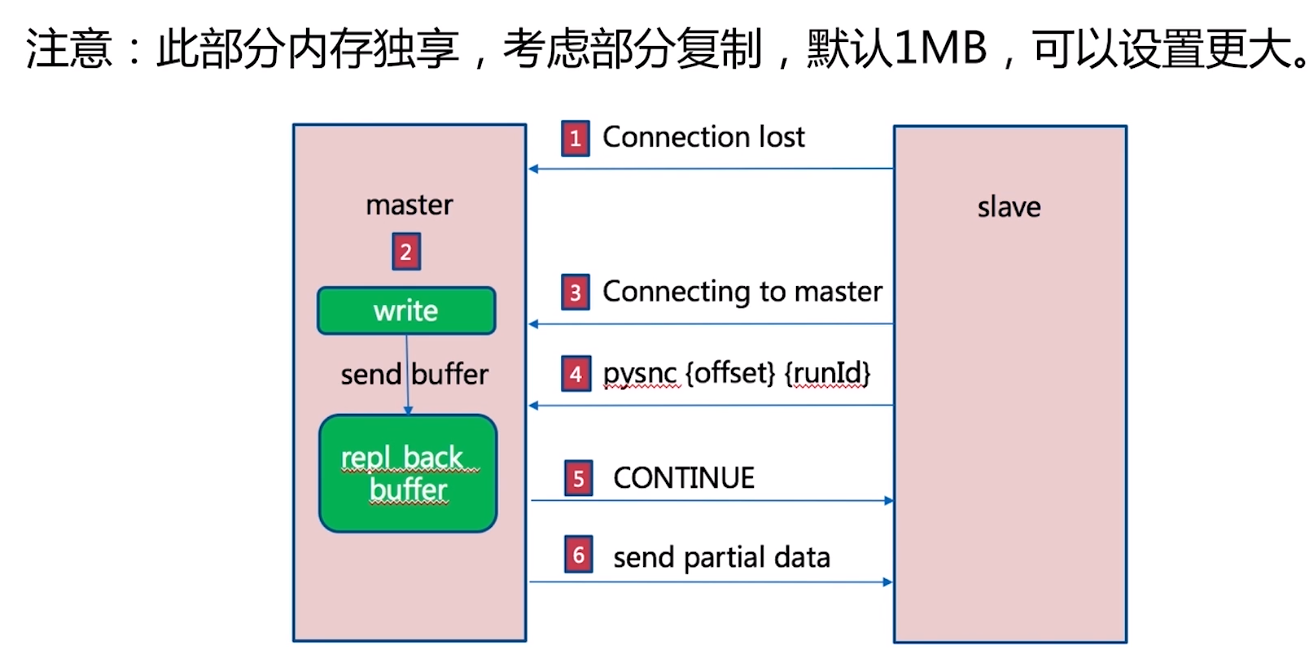 注意：此部分内存独享，考虑部分复制，默认1MB，可以设置更大。
1 Connection lost
master
slave
2
write
3 Connecting to master
send buffer
4 pysnc {offset} {runId}
repl_back_
buffer
5 CONTINUE
6 send partial data